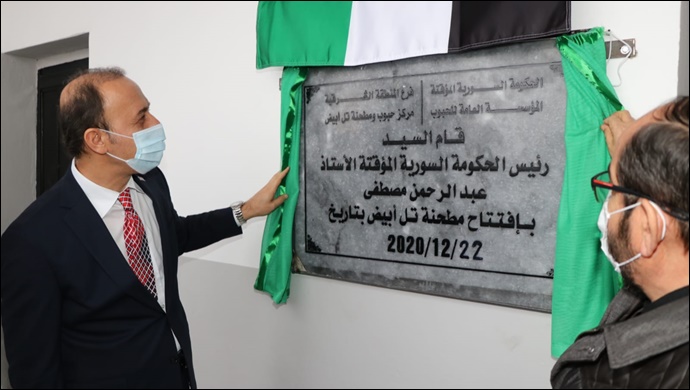 الحكومة السورية المؤقتة
المؤسسة العامة للحبوب
فرع المنطقة الشرقية
مركز حبوب ومطحنة تل أبيض
قام السيد
رئيس الحكومة السورية المؤقتة الأستاذ
عبد الرحمن مصطفى
بإفتتاح مطحنة تل أبيض بتاريخ
2020/12/22